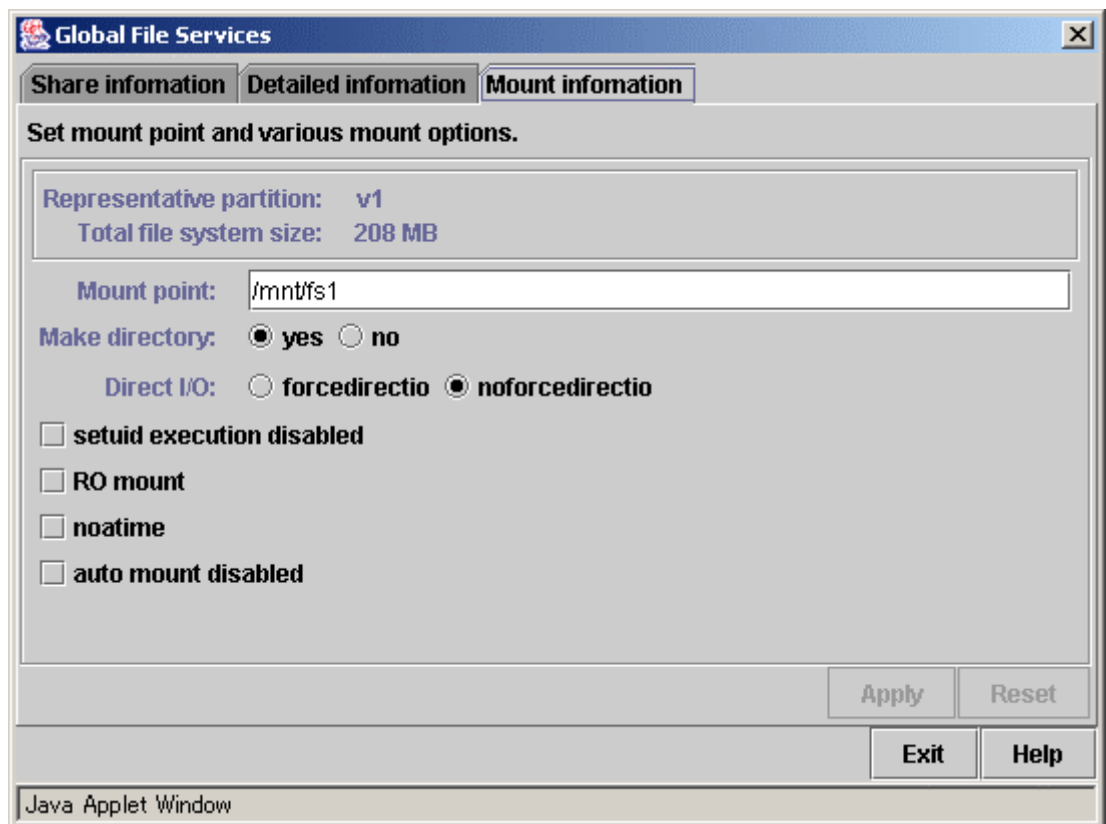 Global File Services
Share infomation Detailed infomation Mount infomation
Set mount point and various mount options.
Representative partition: v1
Total file system size: 208 MB
Mount point: /mnt/fs1
Make directory: yes no
Direct I/O: forcedirectio noforcedirectio
setuid execution disabled
RO mount
noatime
auto mount disabled
Apply Reset
Exit Help
Java Applet Window